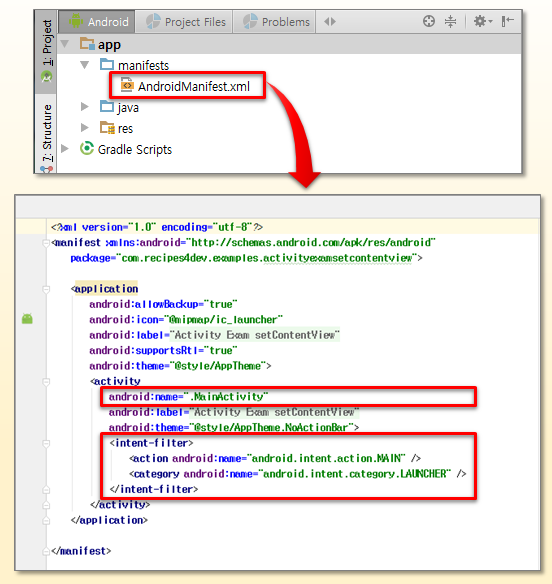 Android
Project Files
Problems
1: Project
7: Structure
app
manifests
AndroidManifest.xml
java
res
Gradle Scripts
<?xml version="1.0" encoding="utf-8"?>
<manifest xmlns:android="http://schemas.android.com/apk/res/android"
package="com.recipes4dev.examples.activityexamsetcontentview">
<application
android:allowBackup="true"
android:icon="@mipmap/ic_launcher"
android:label="Activity Exam setContentView"
android:supportsRtl="true"
android:theme="@style/AppTheme">
<activity
android:name=".MainActivity"
android:label="Activity Exam setContentView"
android:theme="@style/AppTheme.NoActionBar">
<intent-filter>
<action android:name="android.intent.action.MAIN" />
<category android:name="android.intent.category.LAUNCHER" />
</intent-filter>
</activity>
</application>
</manifest>